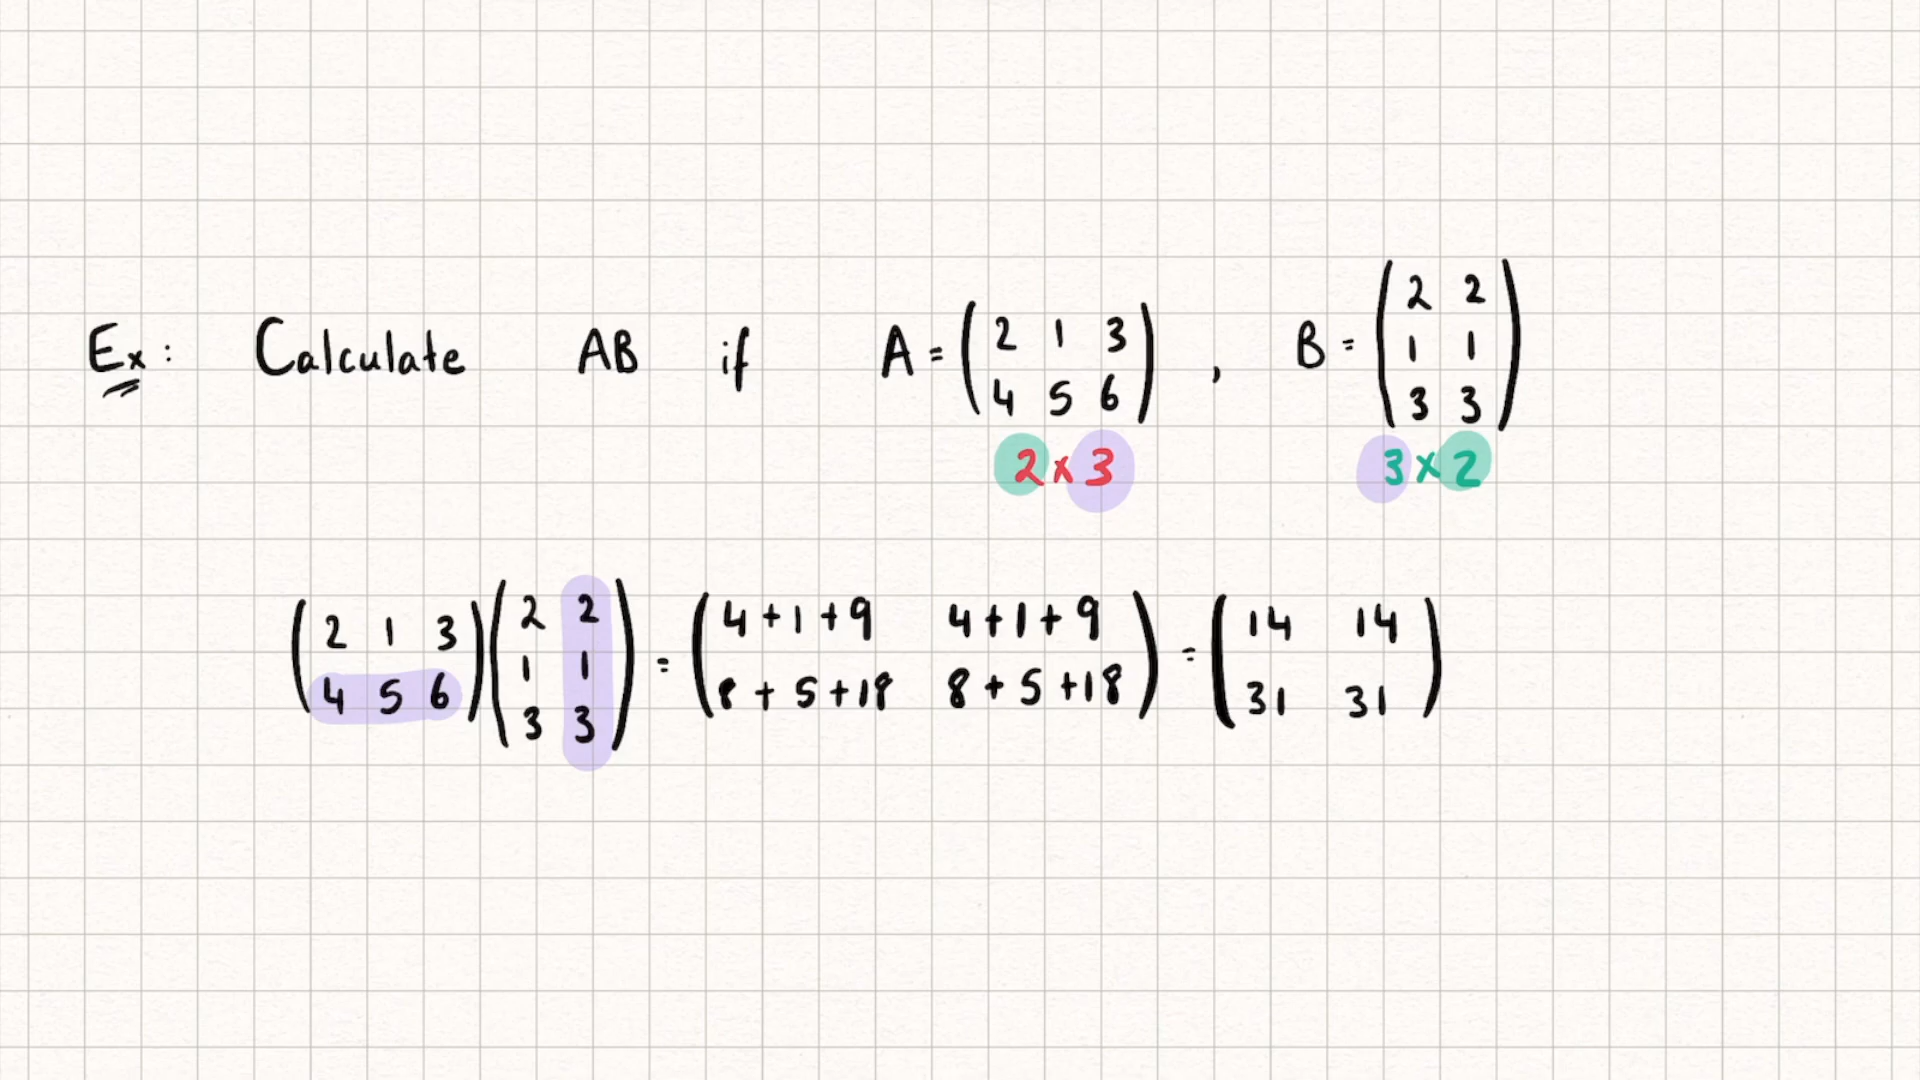 Ex: Calculate AB if A = ( 2 1 3 / 4 5 6 ) , B = ( 2 2 / 1 1 / 3 3 )
2 x 3 3 x 2
( 2 1 3 / 4 5 6 ) ( 2 2 / 1 1 / 3 3 ) = ( 4 + 1 + 9 4 + 1 + 9 / 8 + 5 + 18 8 + 5 + 18 ) = ( 14 14 / 31 31 )